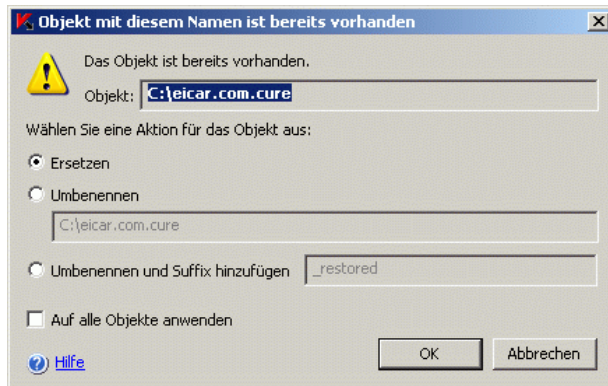 Objekt mit diesem Namen ist bereits vorhanden
Das Objekt ist bereits vorhanden.
Objekt: C:\eicar.com.cure
Wählen Sie eine Aktion für das Objekt aus:
Ersetzen
Umbenennen
C:\eicar.com.cure
Umbenennen und Suffix hinzufügen _restored
Auf alle Objekte anwenden
Hilfe OK Abbrechen